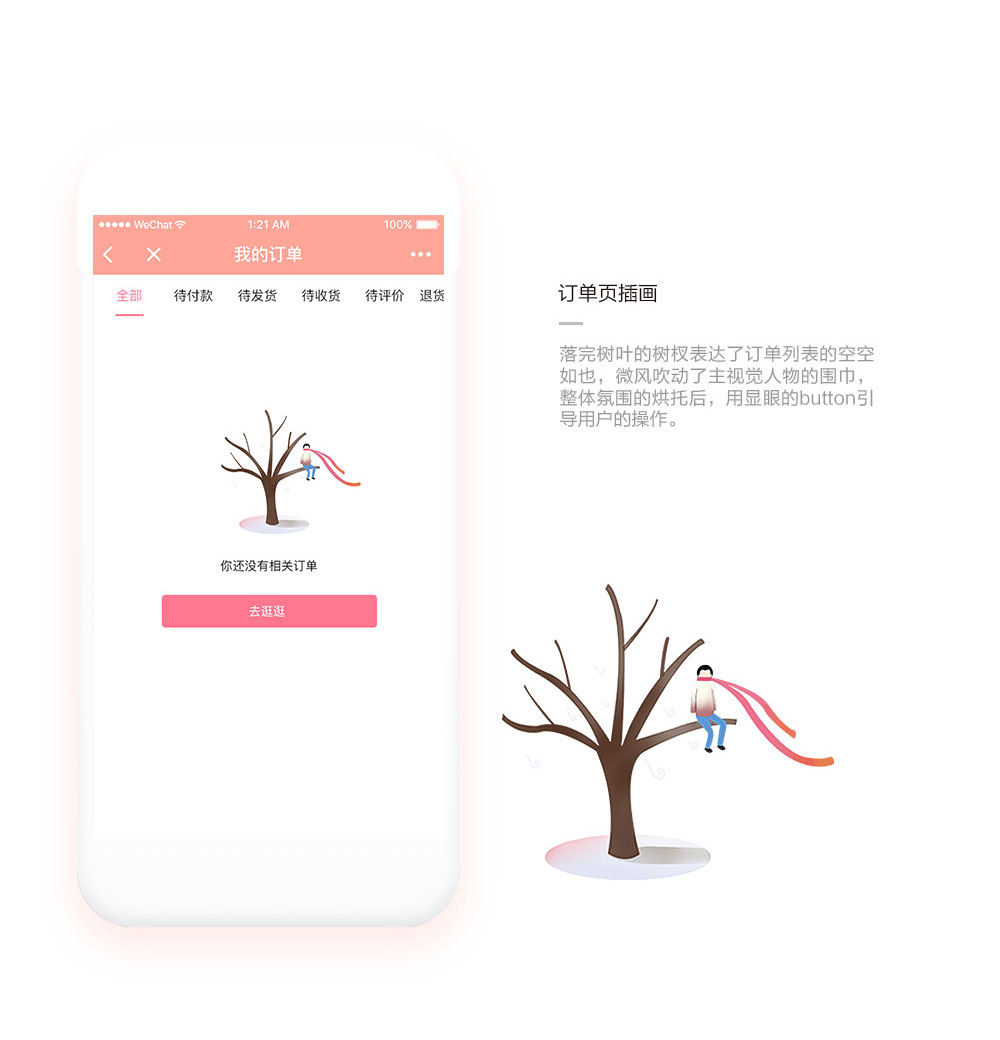 WeChat 1:21 AM 100%
我的订单
全部 待付款 待发货 待收货 待评价 退货
你还没有相关订单
去逛逛
订单页插画
落完树叶的树杈表达了订单列表的空空
如也，微风吹动了主视觉人物的围巾，
整体氛围的烘托后，用显眼的button引
导用户的操作。